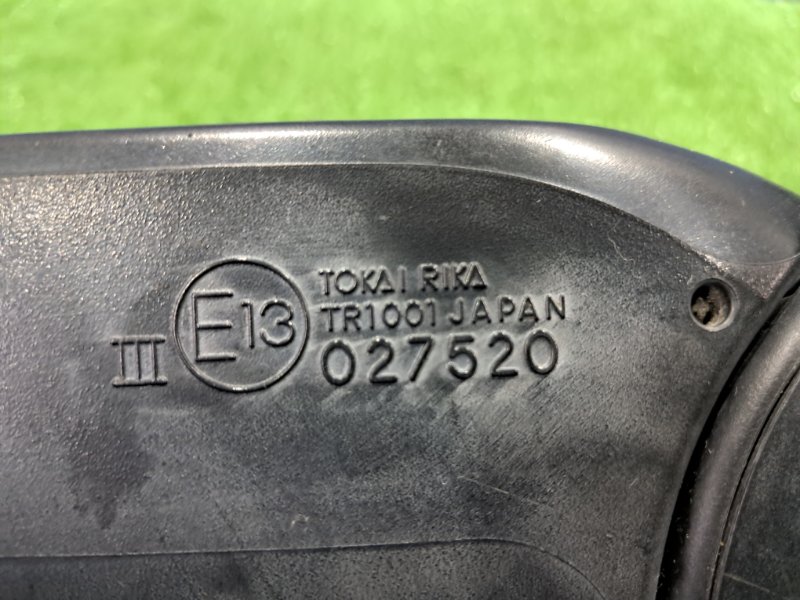 III E13 TOKAI RIKA
TR1001 JAPAN
027520